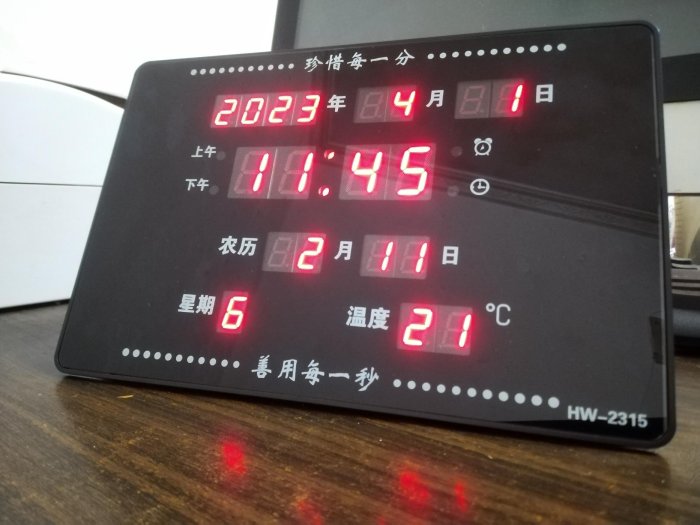 珍惜每一分
2023年 4月 1日
上午
下午
11:45
农历 2月 11日
星期 6 温度 21 °C
善用每一秒
HW-2315